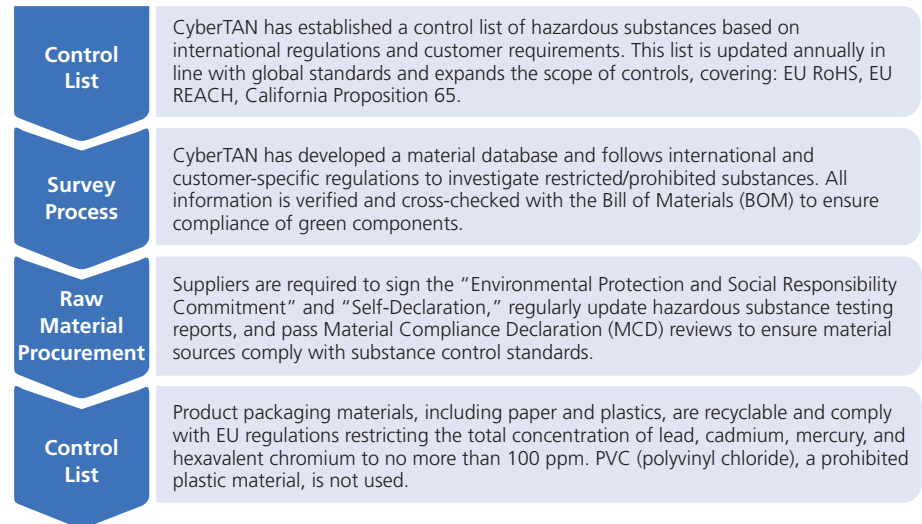 Control
List
CyberTAN has established a control list of hazardous substances based on
international regulations and customer requirements. This list is updated annually in
line with global standards and expands the scope of controls, covering: EU RoHS, EU
REACH, California Proposition 65.
Survey
Process
CyberTAN has developed a material database and follows international and
customer-specific regulations to investigate restricted/prohibited substances. All
information is verified and cross-checked with the Bill of Materials (BOM) to ensure
compliance of green components.
Raw
Material
Procurement
Suppliers are required to sign the “Environmental Protection and Social Responsibility
Commitment” and “Self-Declaration,” regularly update hazardous substance testing
reports, and pass Material Compliance Declaration (MCD) reviews to ensure material
sources comply with substance control standards.
Control
List
Product packaging materials, including paper and plastics, are recyclable and comply
with EU regulations restricting the total concentration of lead, cadmium, mercury, and
hexavalent chromium to no more than 100 ppm. PVC (polyvinyl chloride), a prohibited
plastic material, is not used.